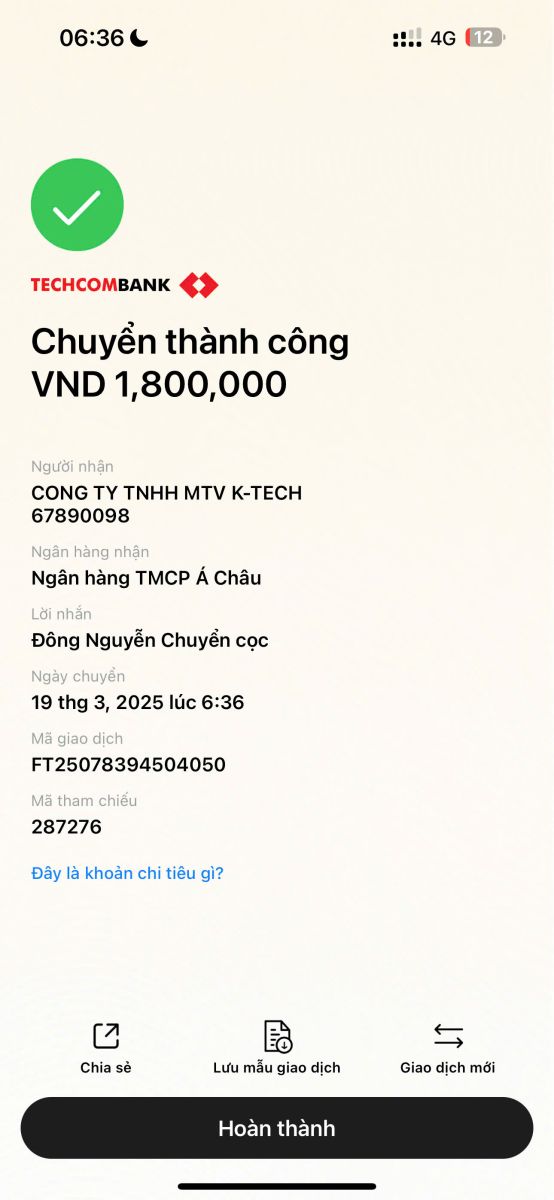 06:36
4G
12
TECHCOMBANK
Chuyển thành công
VND 1,800,000
Người nhận
CONG TY TNHH MTV K-TECH
67890098
Ngân hàng nhận
Ngân hàng TMCP Á Châu
Lời nhắn
Đông Nguyễn Chuyển cọc
Ngày chuyển
19 thg 3, 2025 lúc 6:36
Mã giao dịch
FT25078394504050
Mã tham chiếu
287276
Đây là khoản chi tiêu gì?
Chia sẻ
Lưu mẫu giao dịch
Giao dịch mới
Hoàn thành